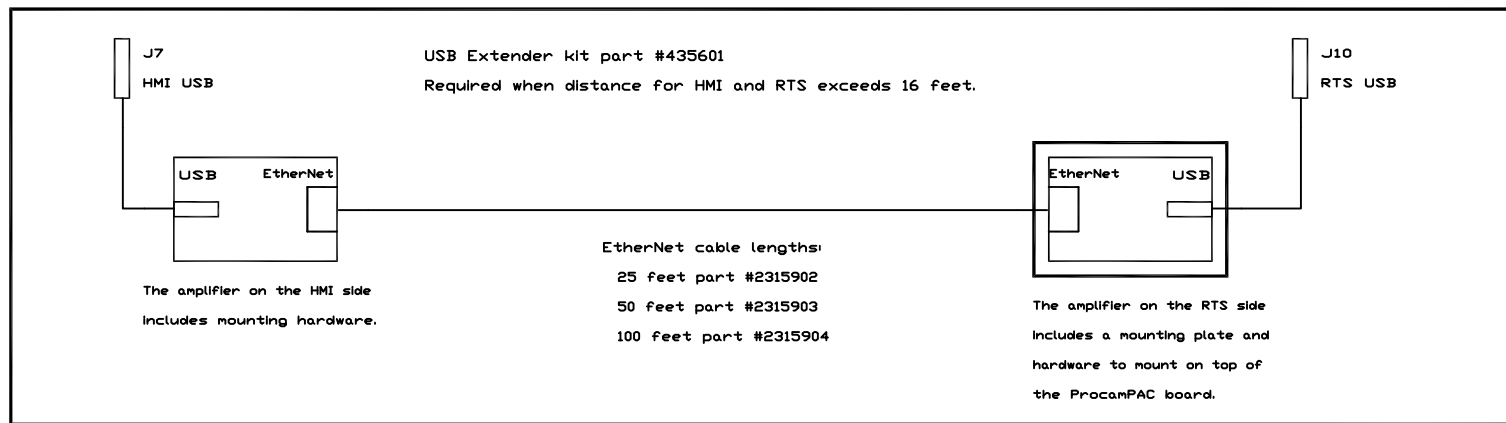 J7
HMI USB
USB Extender kit part #435601
Required when distance for HMI and RTS exceeds 16 feet.
J10
RTS USB
USB
EtherNet
EtherNet
USB
EtherNet cable lengths:
25 feet part #2315902
50 feet part #2315903
100 feet part #2315904
The amplifier on the HMI side
includes mounting hardware.
The amplifier on the RTS side
includes a mounting plate and
hardware to mount on top of
the ProcamPAC board.